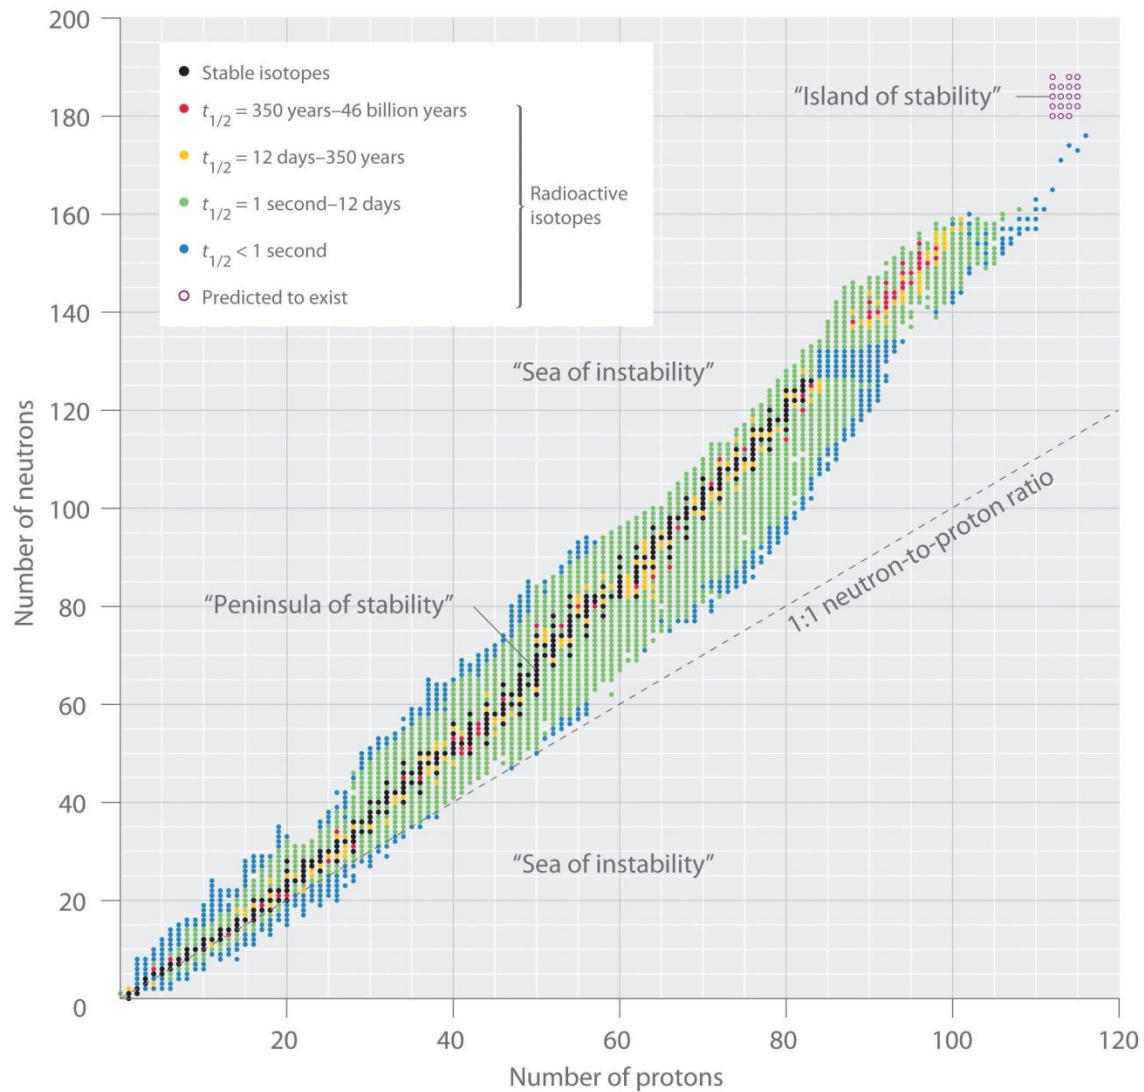 200
180
160
140
120
100
80
60
40
20
0
Number of neutrons
Stable isotopes
t1/2 = 350 years–46 billion years
t1/2 = 12 days–350 years
t1/2 = 1 second–12 days
t1/2 < 1 second
Predicted to exist
Radioactive
isotopes
“Island of stability”
“Sea of instability”
“Peninsula of stability”
1:1 neutron-to-proton ratio
“Sea of instability”
20
40
60
80
100
120
Number of protons